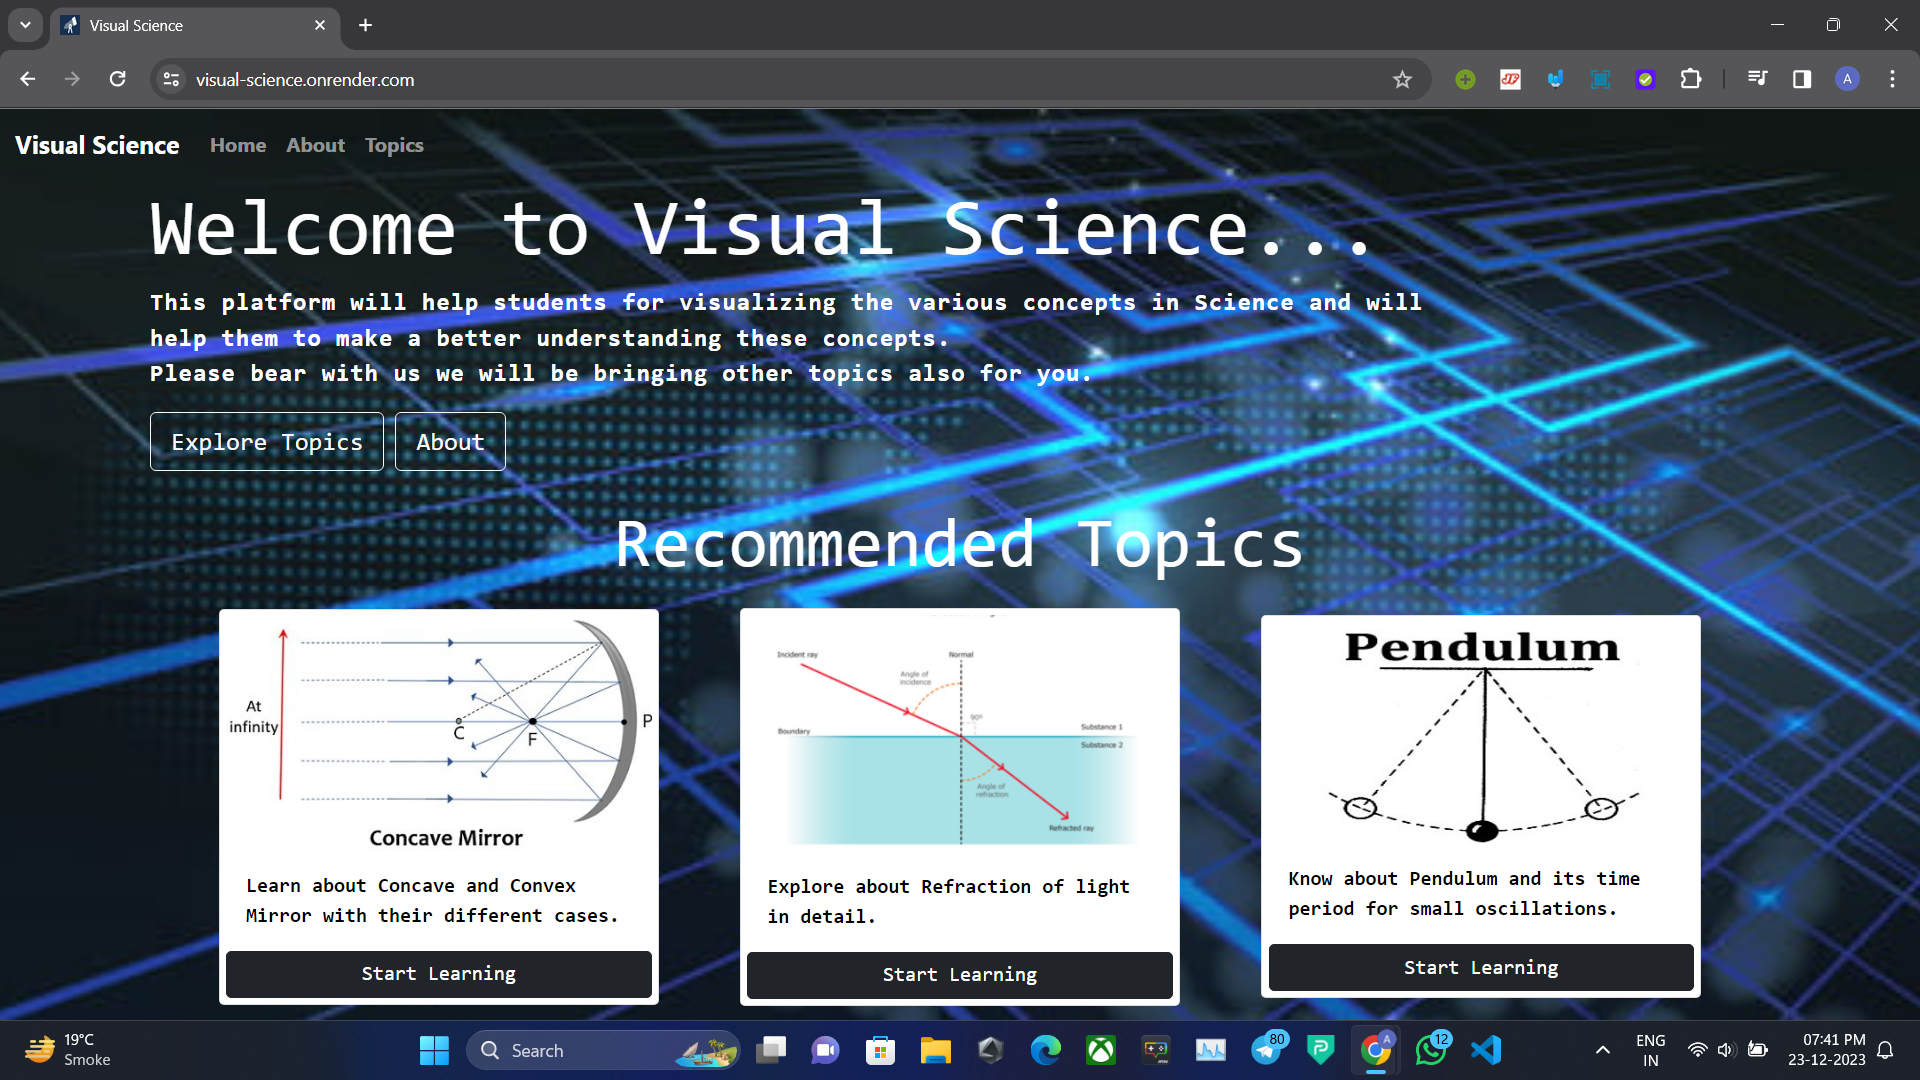 Visual Science
visual-science.onrender.com
A
Visual Science Home About Topics
Welcome to Visual Science...
This platform will help students for visualizing the various concepts in Science and will
help them to make a better understanding these concepts.
Please bear with us we will be bringing other topics also for you.
Explore Topics About
Recommended Topics
At
infinity
C
F
P
Concave Mirror
Learn about Concave and Convex
Mirror with their different cases.
Start Learning
Incident ray
Normal
Angle of
incidence
90º
Boundary
Substance 1
Substance 2
Angle of
refraction
Refracted ray
Explore about Refraction of light
in detail.
Start Learning
Pendulum
Know about Pendulum and its time
period for small oscillations.
Start Learning
19°C
Smoke
Search
80
A
12
ENG
IN
07:41 PM
23-12-2023